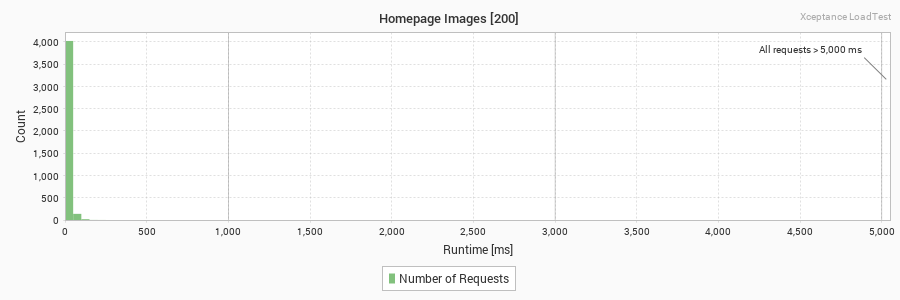 Homepage Images [200]
Xceptance LoadTest
All requests > 5,000 ms
Count
4,000
3,500
3,000
2,500
2,000
1,500
1,000
500
0
0 500 1,000 1,500 2,000 2,500 3,000 3,500 4,000 4,500 5,000
Runtime [ms]
Number of Requests